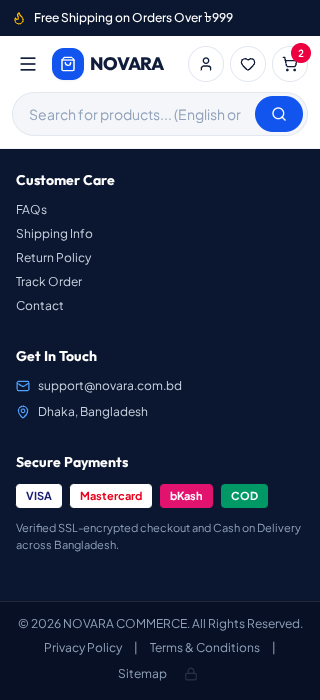 Free Shipping on Orders Over ৳999
NOVARA
2
Search for products... (English or
Customer Care
FAQs
Shipping Info
Return Policy
Track Order
Contact
Get In Touch
support@novara.com.bd
Dhaka, Bangladesh
Secure Payments
VISA Mastercard bKash COD
Verified SSL-encrypted checkout and Cash on Delivery
across Bangladesh.
© 2026 NOVARA COMMERCE. All Rights Reserved.
Privacy Policy | Terms & Conditions |
Sitemap